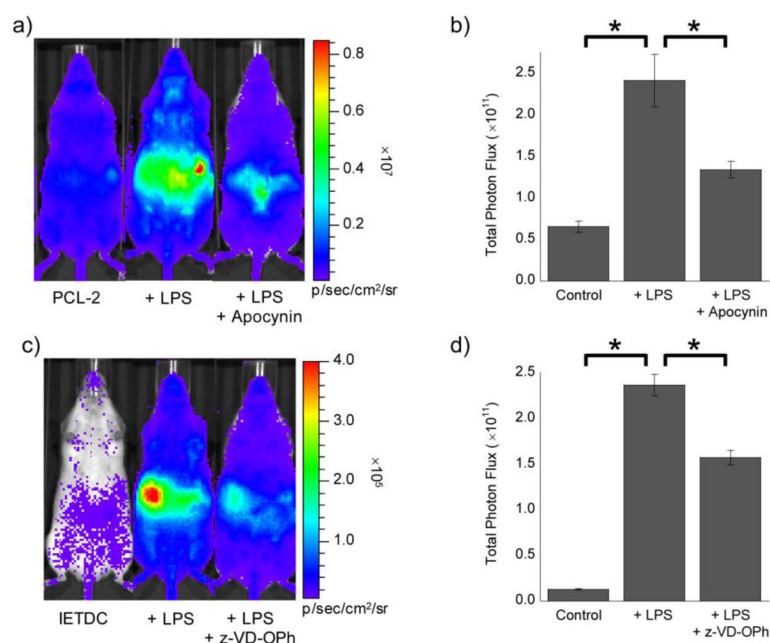 a)
0.8
0.6
0.4
0.2
×10⁷
p/sec/cm²/sr
PCL-2
+ LPS
+ LPS
+ Apocynin
b)
* *
Total Photon Flux (×10¹¹)
2.5
2.0
1.5
1.0
0.5
0.0
Control
+ LPS
+ LPS
+ Apocynin
c)
4.0
3.0
2.0
1.0
×10⁵
p/sec/cm²/sr
IETDC
+ LPS
+ LPS
+ z-VD-OPh
d)
* *
Total Photon Flux (×10¹¹)
2.5
2.0
1.5
1.0
0.5
0.0
Control
+ LPS
+ LPS
+ z-VD-OPh